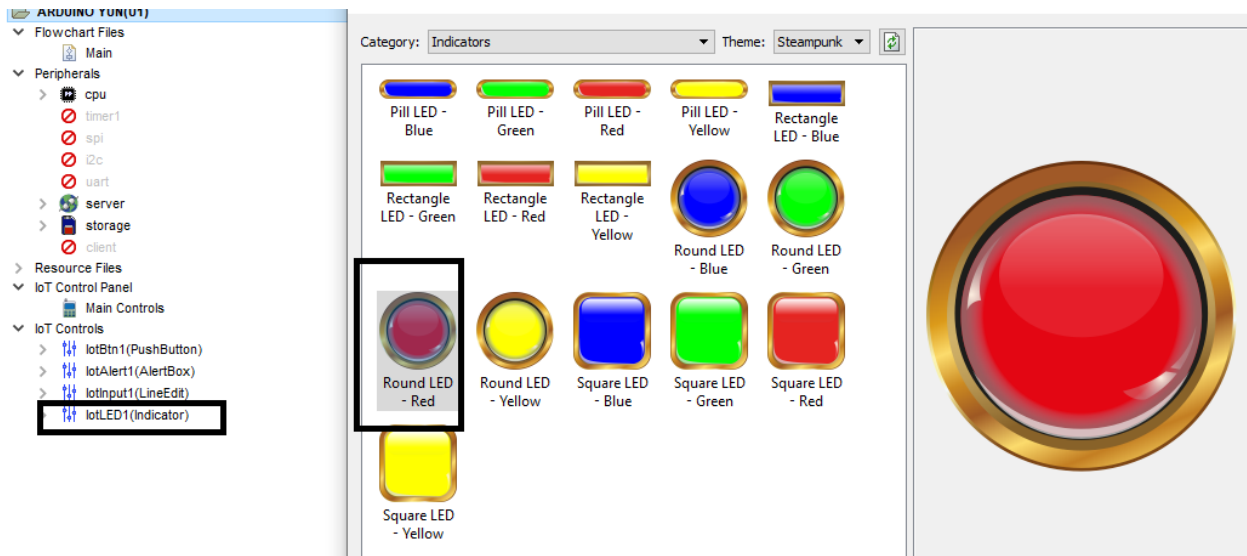 ARDUINO YUN(U1)
Flowchart Files
Main
Peripherals
cpu
timer1
spi
i2c
uart
server
storage
client
Resource Files
IoT Control Panel
Main Controls
IoT Controls
IotBtn1(PushButton)
IotAlert1(AlertBox)
IotInput1(LineEdit)
IotLED1(Indicator)
Category: Indicators Theme: Steampunk
Pill LED -
Blue
Pill LED -
Green
Pill LED -
Red
Pill LED -
Yellow
Rectangle
LED - Blue
Rectangle
LED - Green
Rectangle
LED - Red
Rectangle
LED -
Yellow
Round LED
- Blue
Round LED
- Green
Round LED
- Red
Round LED
- Yellow
Square LED
- Blue
Square LED
- Green
Square LED
- Red
Square LED
- Yellow